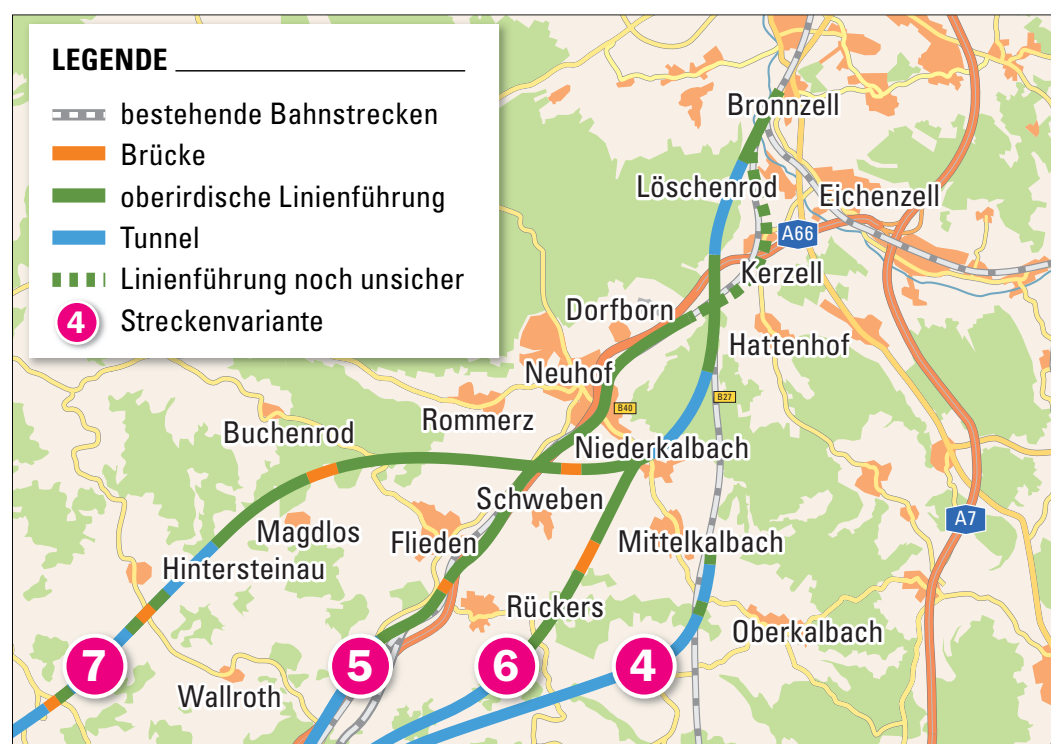 LEGENDE
bestehende Bahnstrecken
Brücke
oberirdische Linienführung
Tunnel
Linienführung noch unsicher
4 Streckenvariante
Bronnzell
Löschenrod
Eichenzell
A66
Kerzell
Dorfborn
Hattenhof
Neuhof
B27
B40
Rommerz
Buchenrod
Niederkalbach
Schweben
A7
Magdlos
Flieden
Mittelkalbach
Hintersteinau
Rückers
Oberkalbach
7
5
6
4
Wallroth